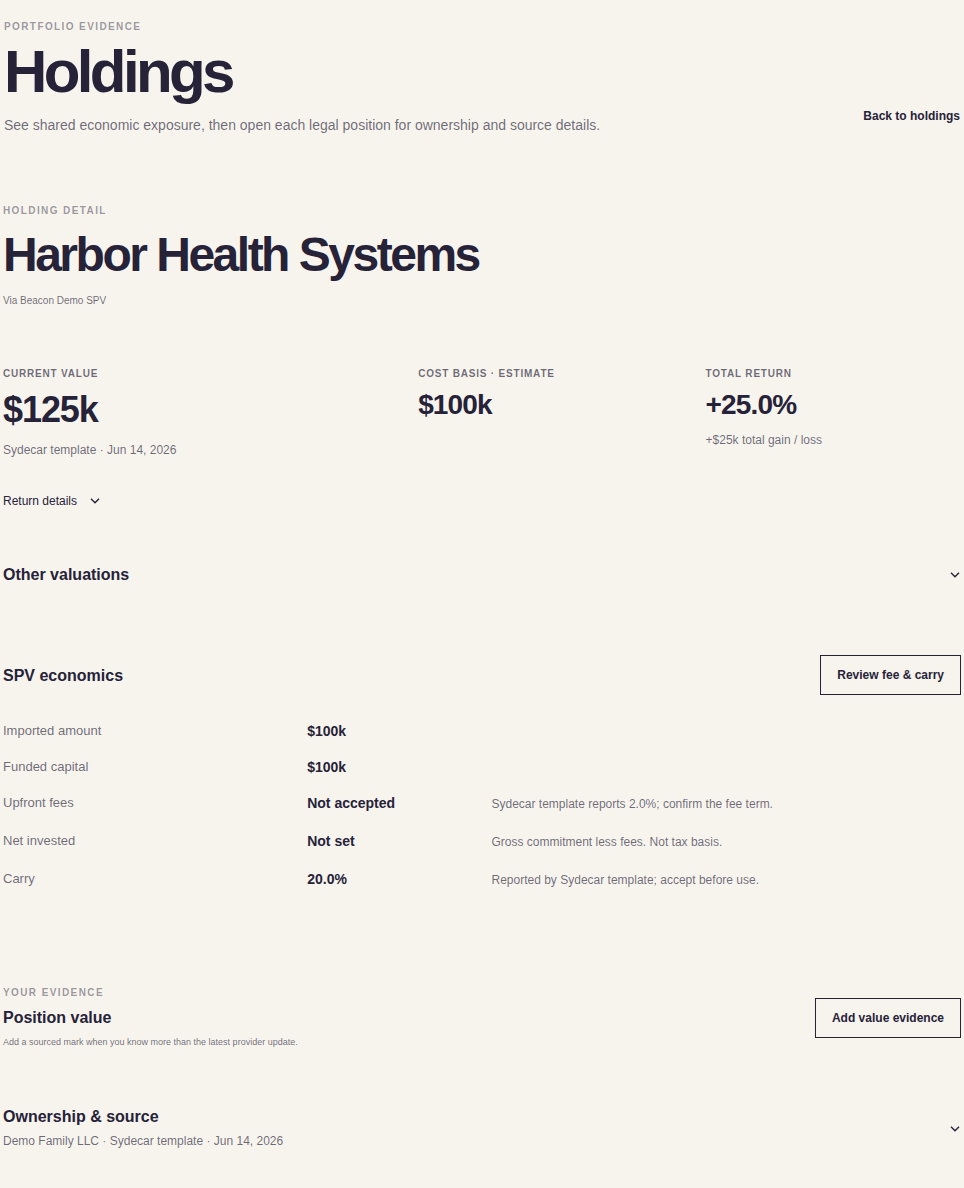 PORTFOLIO EVIDENCE
Holdings
See shared economic exposure, then open each legal position for ownership and source details.
Back to holdings
HOLDING DETAIL
Harbor Health Systems
Via Beacon Demo SPV
CURRENT VALUE
$125k
Sydecar template · Jun 14, 2026
COST BASIS · ESTIMATE
$100k
TOTAL RETURN
+25.0%
+$25k total gain / loss
Return details
Other valuations
SPV economics
Review fee & carry
Imported amount $100k
Funded capital $100k
Upfront fees Not accepted Sydecar template reports 2.0%; confirm the fee term.
Net invested Not set Gross commitment less fees. Not tax basis.
Carry 20.0% Reported by Sydecar template; accept before use.
YOUR EVIDENCE
Position value
Add a sourced mark when you know more than the latest provider update.
Add value evidence
Ownership & source
Demo Family LLC · Sydecar template · Jun 14, 2026